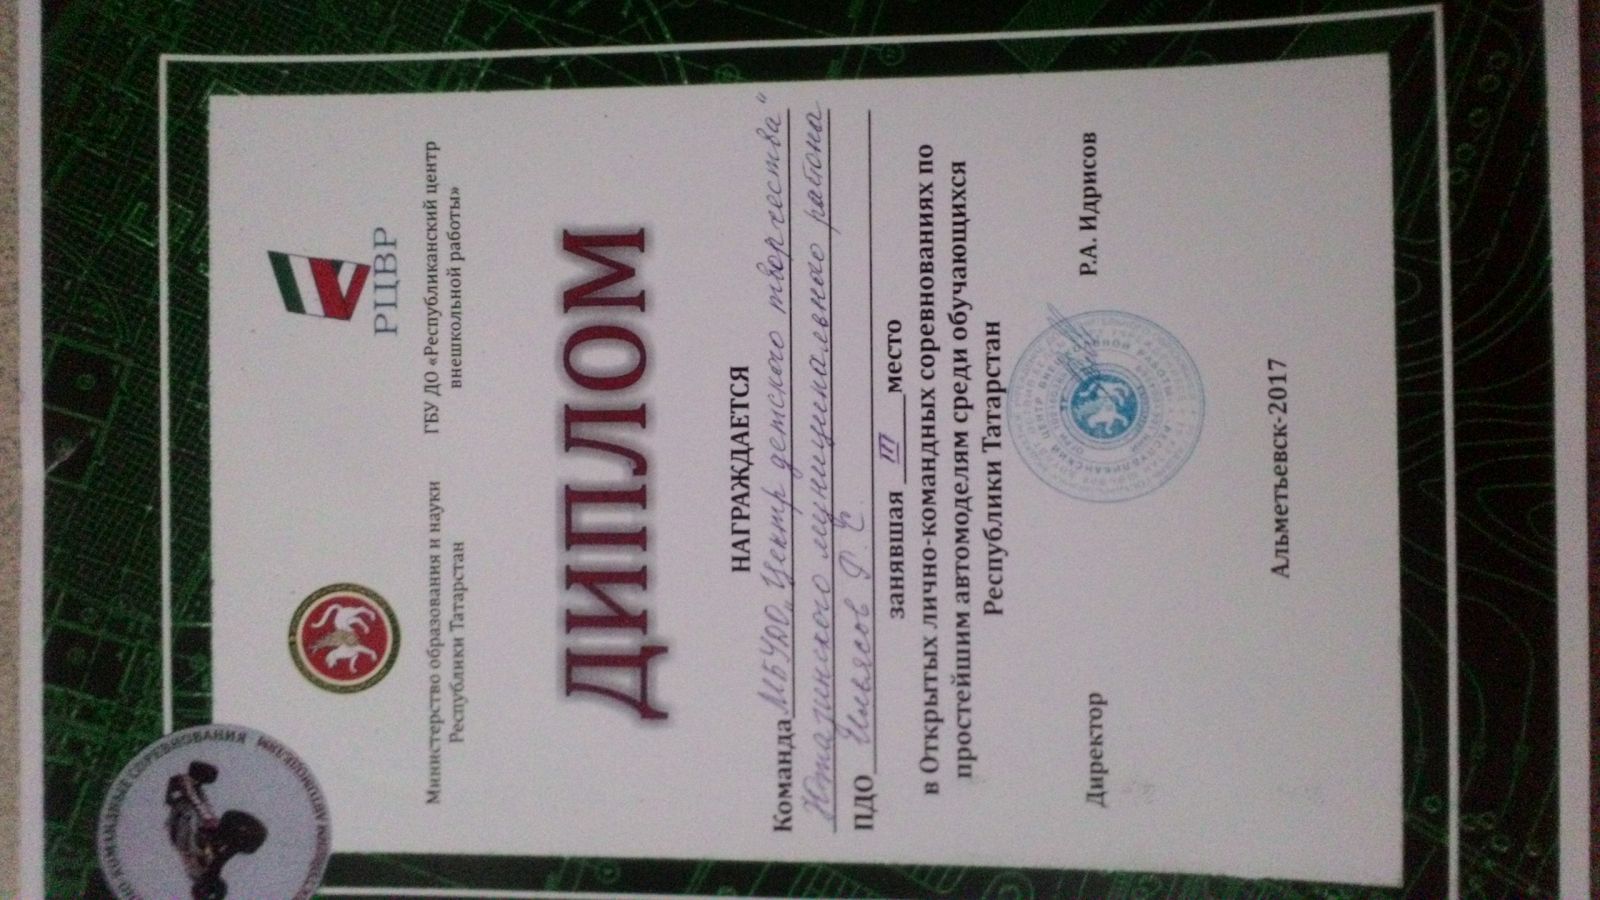 РЦВР
Министерство образования и науки
Республики Татарстан
ГБУ ДО «Республиканский центр
внешкольной работы»
ДИПЛОМ
НАГРАЖДАЕТСЯ
Команда МБУДО „Центр детского творчества“
Ютазинского муниципального района
ПДО Ильясов Р.Ф.
занявшая III место
в Открытых лично-командных соревнованиях по
простейшим автомоделям среди обучающихся
Республики Татарстан
Директор Р.А. Идрисов
Альметьевск-2017